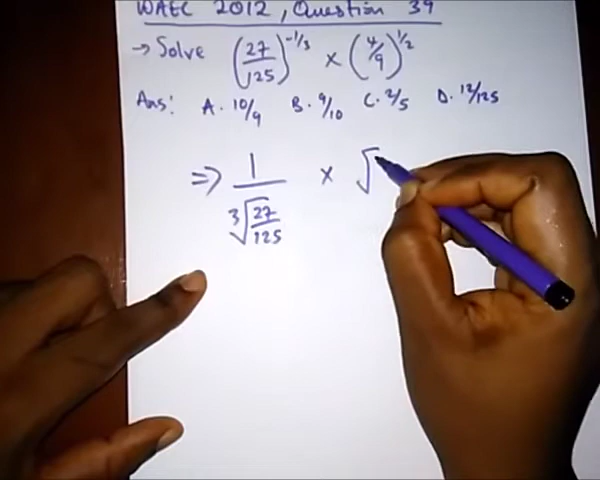 WAEC 2012, Question 39
→ Solve (27/125)^-1/3 × (4/9)^1/2
Ans: A. 10/9 B. 9/10 C. 2/5 D. 12/125
⇒ 1/∛(27/125) × √